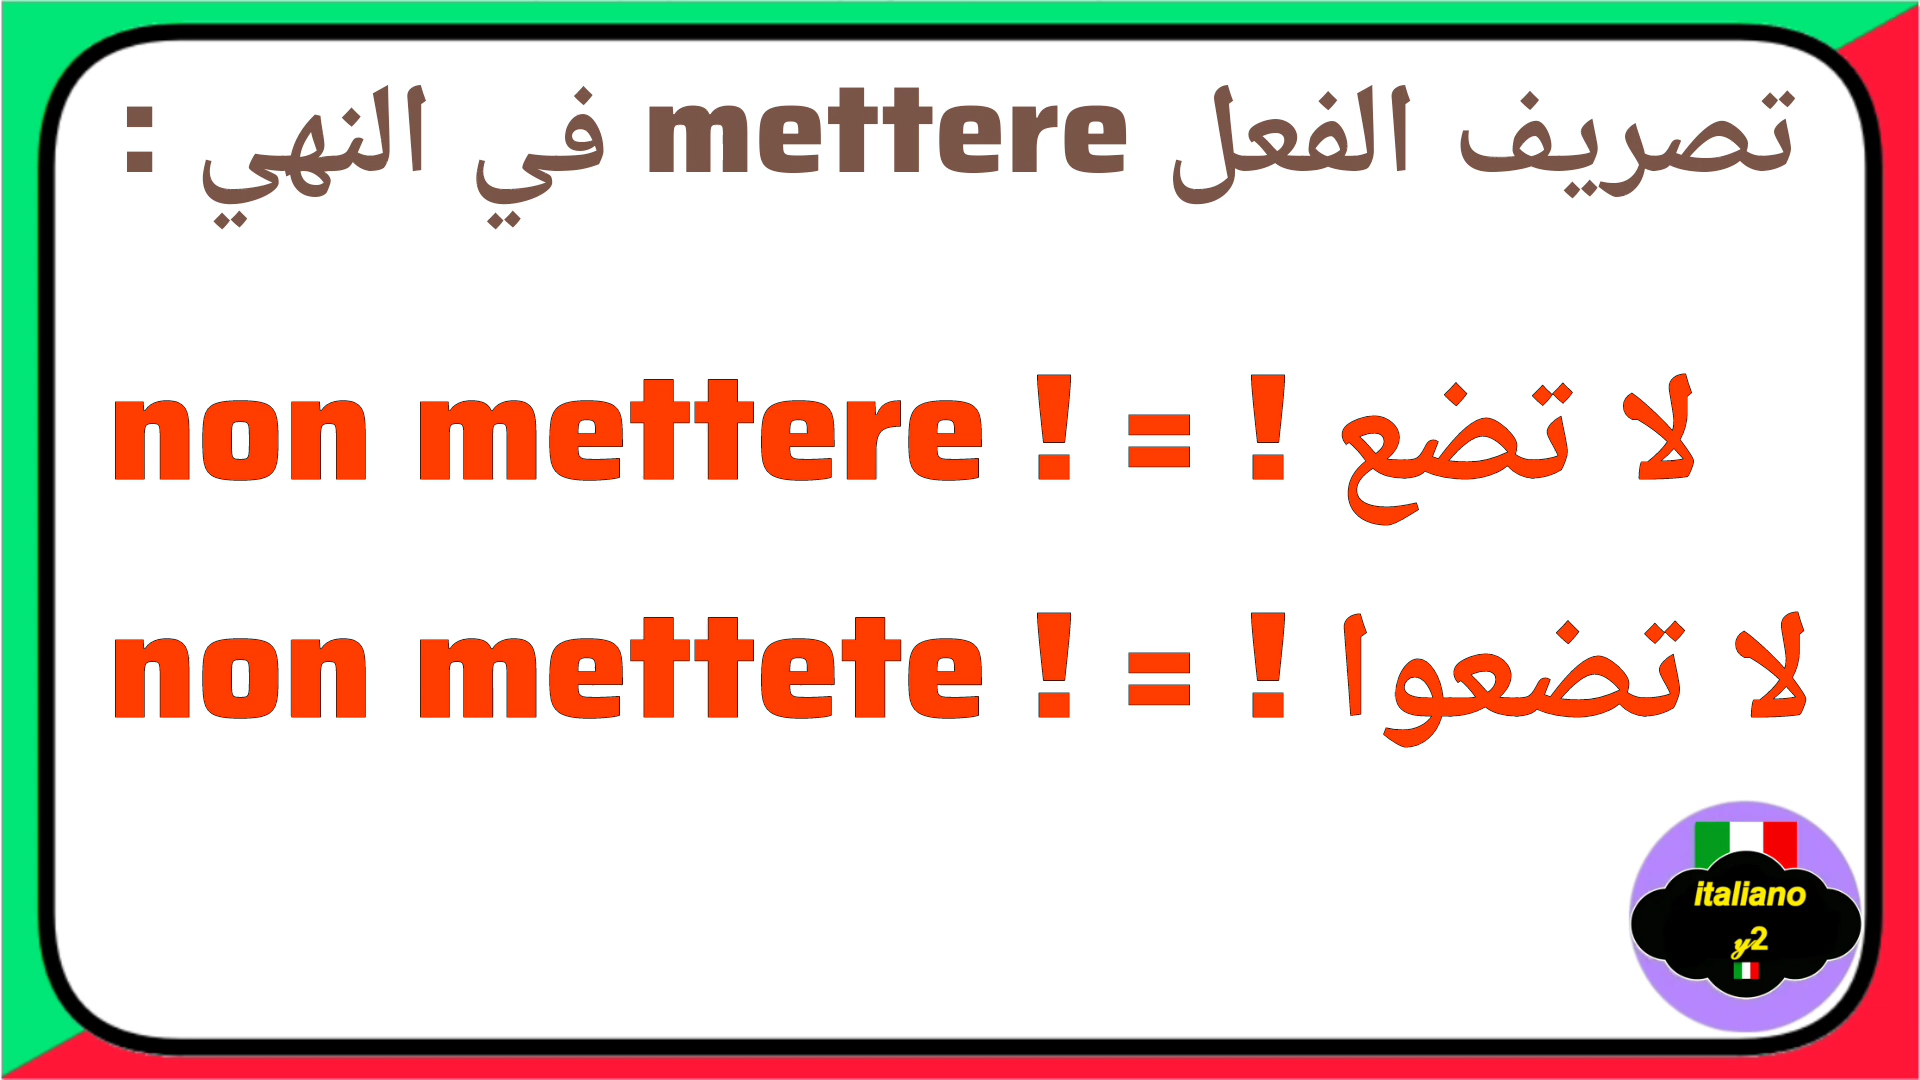 تصريف الفعل mettere في النهي :
non mettere ! = ! لا تضع
non mettete ! = ! لا تضعوا
italiano
y2